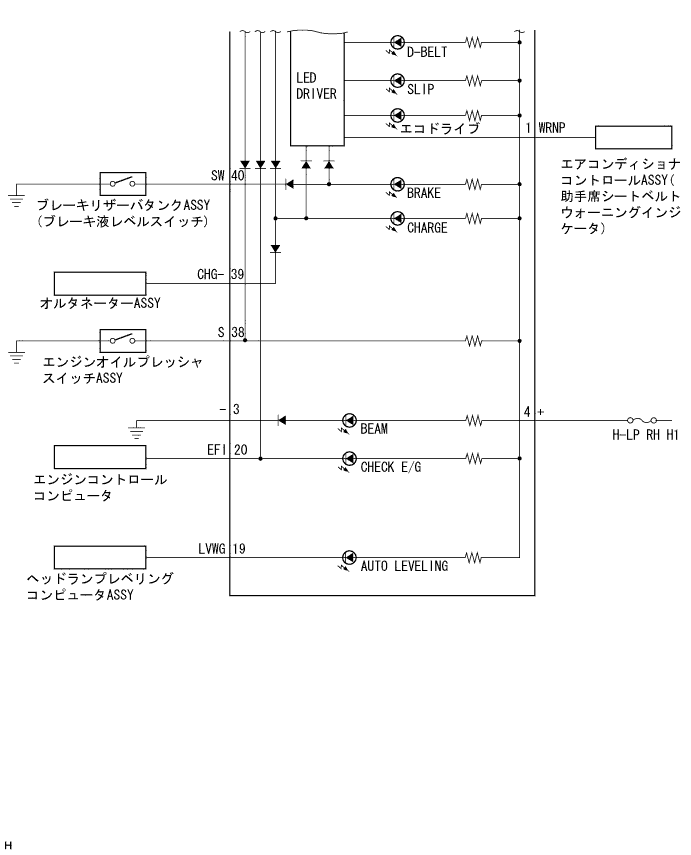 D-BELT
LED
DRIVER
SLIP
エコドライブ
1 WRNP
エアコンディショナ
コントロールASSY(
助手席シートベルト
ウォーニングインジ
ケータ)
SW 40
BRAKE
ブレーキリザーバタンクASSY
(ブレーキ液レベルスイッチ)
CHARGE
CHG- 39
オルタネーターASSY
S 38
エンジンオイルプレッシャ
スイッチASSY
- 3
4 +
BEAM
H-LP RH H1
EFI 20
CHECK E/G
エンジンコントロール
コンピュータ
LVWG 19
AUTO LEVELING
ヘッドランプレベリング
コンピュータASSY
H